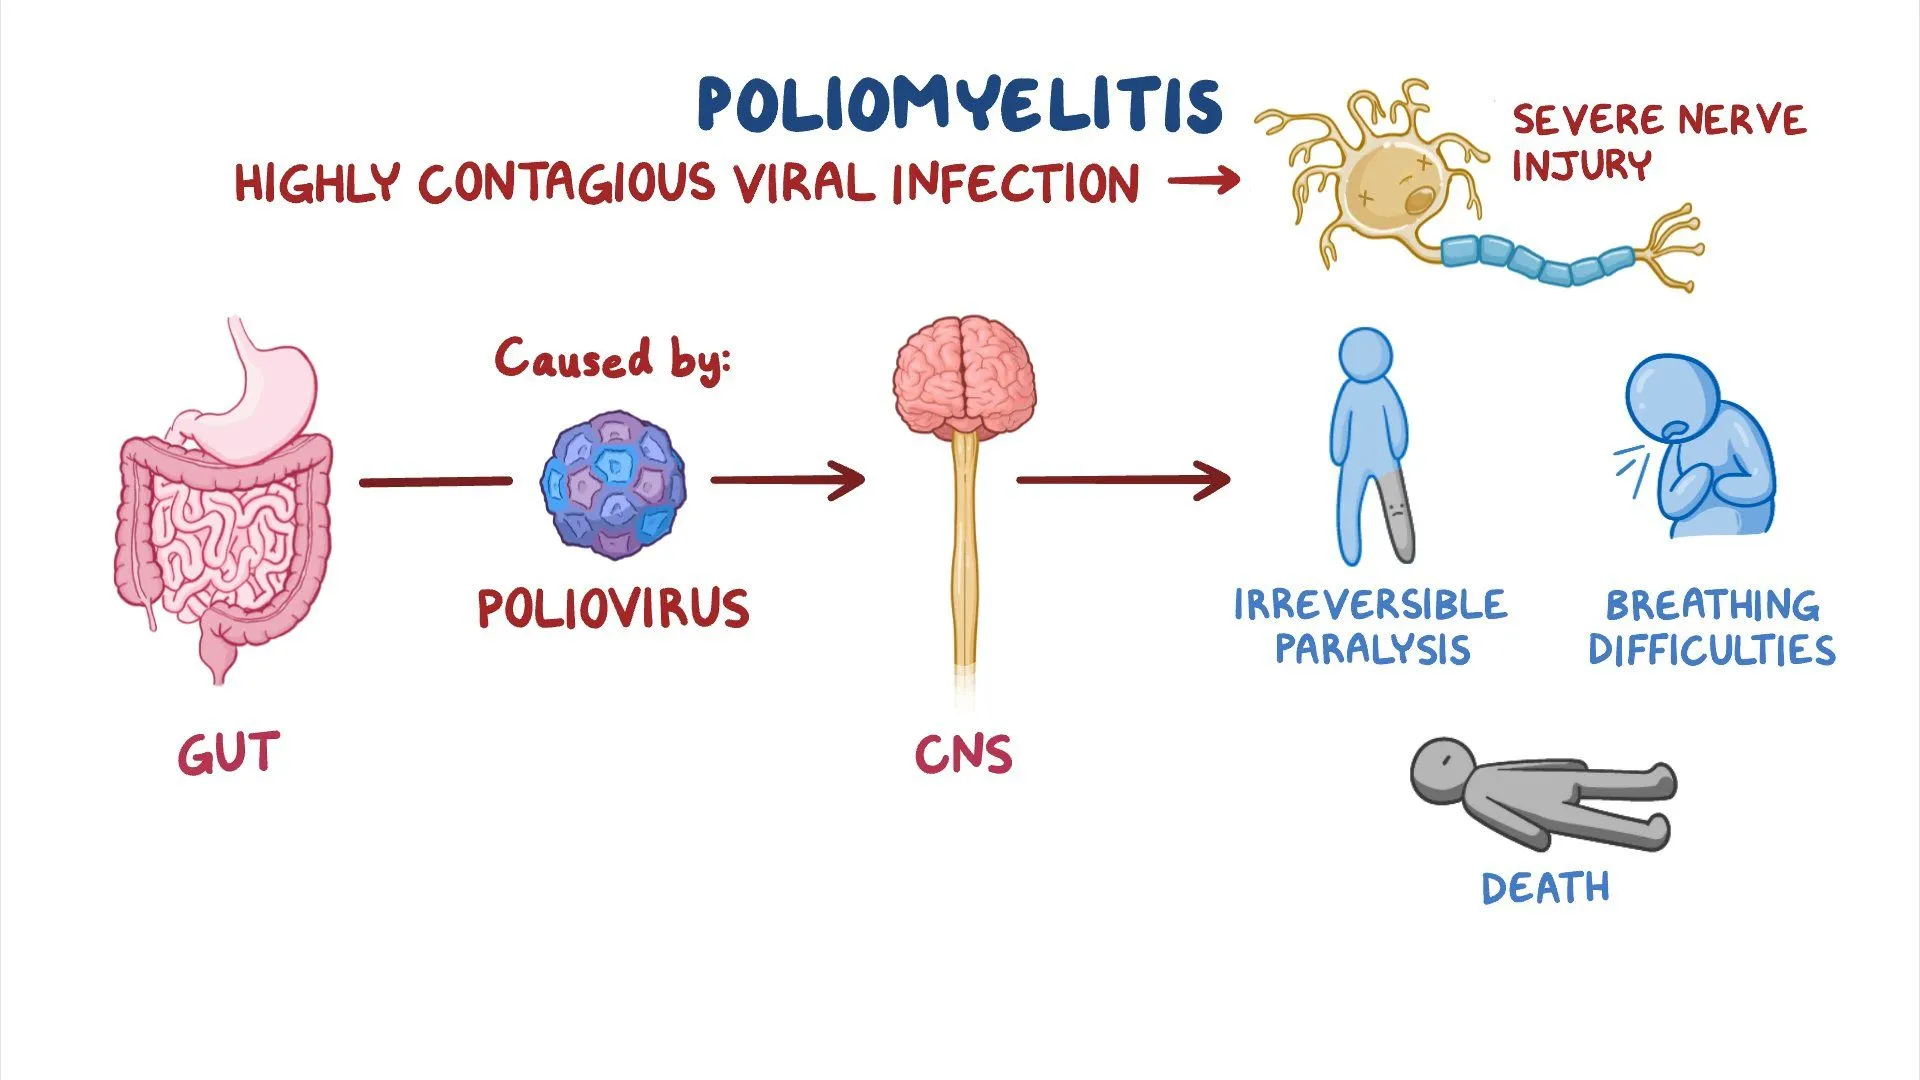 POLIOMYELITIS
HIGHLY CONTAGIOUS VIRAL INFECTION
SEVERE NERVE
INJURY
Caused by:
POLIOVIRUS
GUT
CNS
IRREVERSIBLE
PARALYSIS
BREATHING
DIFFICULTIES
DEATH